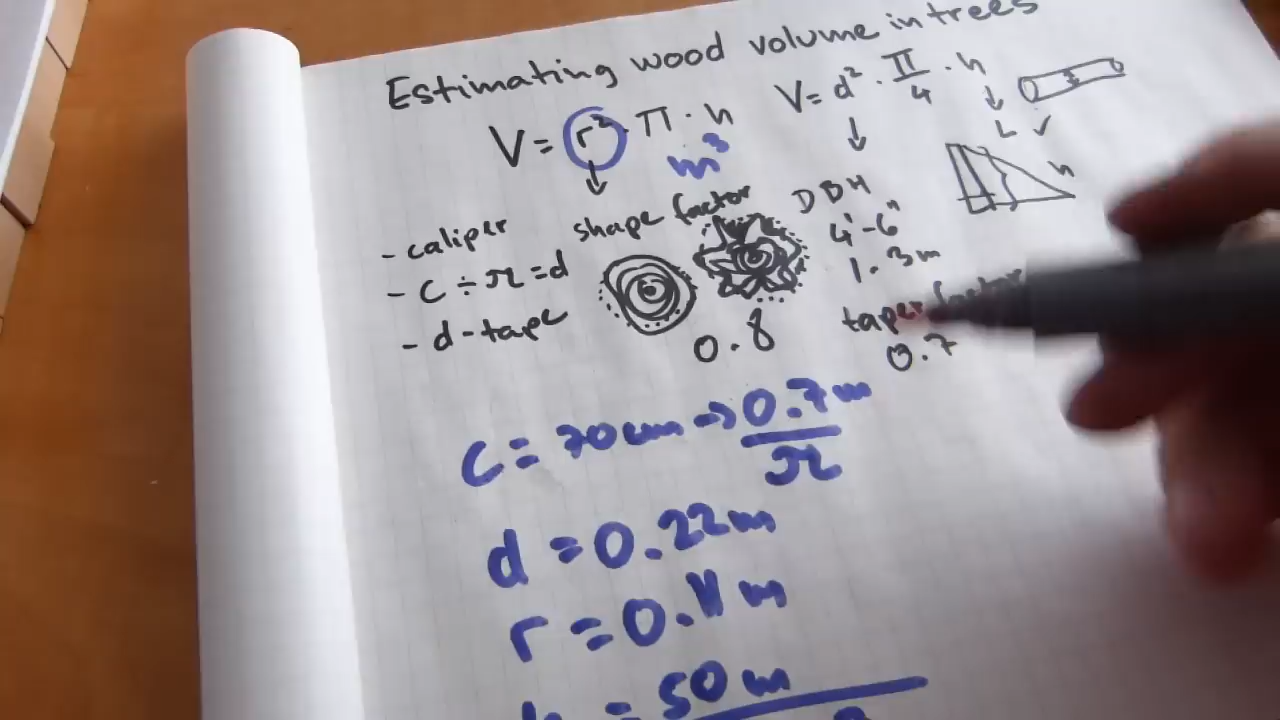 Estimating wood volume in trees
V = r² · π · h
m³
V = d² · π/4 · h
L ✓
h
- caliper
- C ÷ π = d
- d-tape
shape factor
0.8
DBH
4'-6"
1.3m
taper factor
0.7
C = 70cm → 0.7m / π
d = 0.22m
r = 0.11m
h = 50m